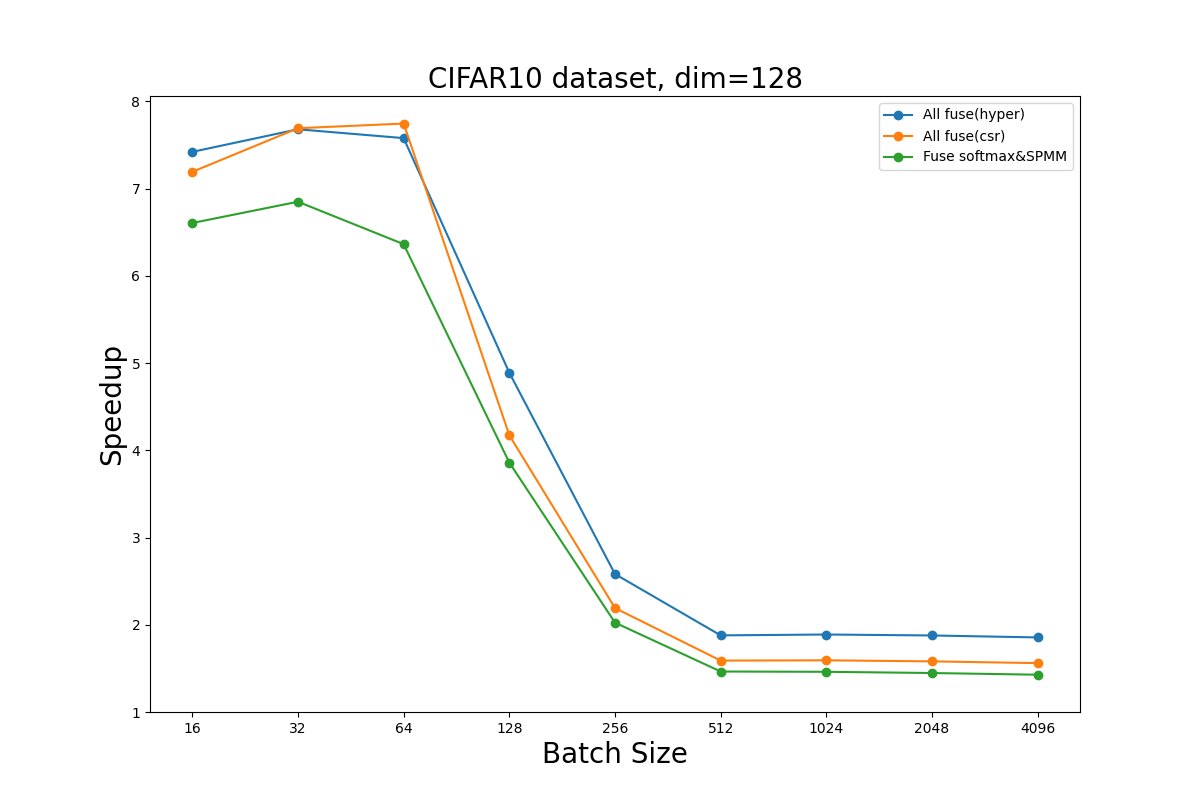 CIFAR10 dataset, dim=128
All fuse(hyper)
All fuse(csr)
Fuse softmax&SPMM
Speedup
8
7
6
5
4
3
2
1
16 32 64 128 256 512 1024 2048 4096
Batch Size